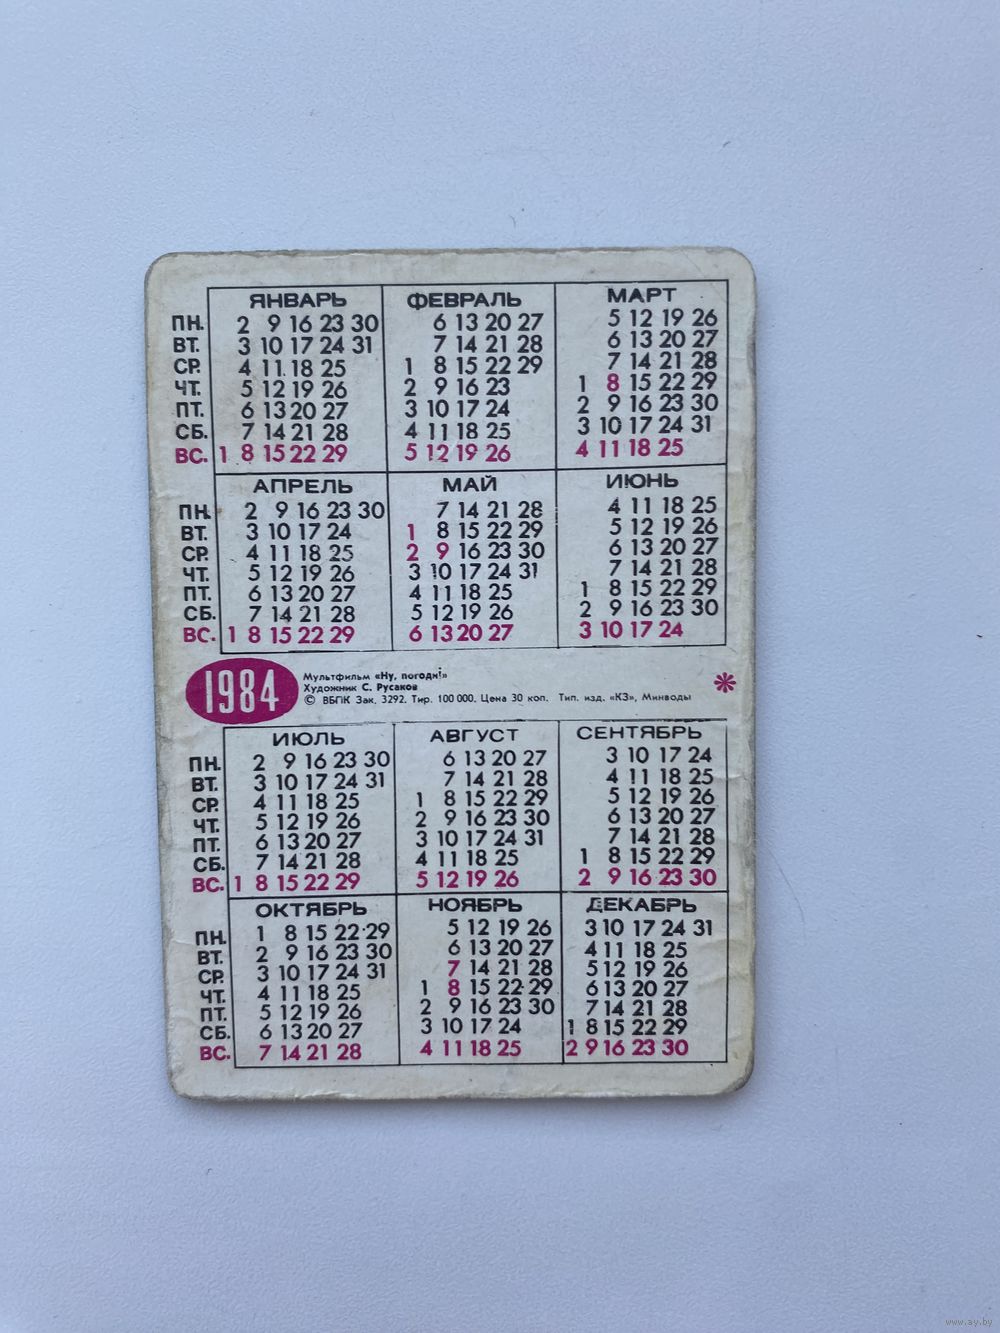 ЯНВАРЬ ФЕВРАЛЬ МАРТ
ПН. 2 9 16 23 30 6 13 20 27 5 12 19 26
ВТ. 3 10 17 24 31 7 14 21 28 6 13 20 27
СР. 4 11 18 25 1 8 15 22 29 7 14 21 28
ЧТ. 5 12 19 26 2 9 16 23 1 8 15 22 29
ПТ. 6 13 20 27 3 10 17 24 2 9 16 23 30
СБ. 7 14 21 28 4 11 18 25 3 10 17 24 31
ВС. 1 8 15 22 29 5 12 19 26 4 11 18 25
АПРЕЛЬ МАЙ ИЮНЬ
ПН. 2 9 16 23 30 7 14 21 28 4 11 18 25
ВТ. 3 10 17 24 1 8 15 22 29 5 12 19 26
СР. 4 11 18 25 2 9 16 23 30 6 13 20 27
ЧТ. 5 12 19 26 3 10 17 24 31 7 14 21 28
ПТ. 6 13 20 27 4 11 18 25 1 8 15 22 29
СБ. 7 14 21 28 5 12 19 26 2 9 16 23 30
ВС. 1 8 15 22 29 6 13 20 27 3 10 17 24
1984
Мультфильм «Ну, погоди!»
Художник С. Русаков
© ВБПК Зак. 3292. Тир. 100 000. Цена 30 коп. Тип. изд. «КЗ», Минводы
ИЮЛЬ АВГУСТ СЕНТЯБРЬ
ПН. 2 9 16 23 30 6 13 20 27 3 10 17 24
ВТ. 3 10 17 24 31 7 14 21 28 4 11 18 25
СР. 4 11 18 25 1 8 15 22 29 5 12 19 26
ЧТ. 5 12 19 26 2 9 16 23 30 6 13 20 27
ПТ. 6 13 20 27 3 10 17 24 31 7 14 21 28
СБ. 7 14 21 28 4 11 18 25 1 8 15 22 29
ВС. 1 8 15 22 29 5 12 19 26 2 9 16 23 30
ОКТЯБРЬ НОЯБРЬ ДЕКАБРЬ
ПН. 1 8 15 22 29 5 12 19 26 3 10 17 24 31
ВТ. 2 9 16 23 30 6 13 20 27 4 11 18 25
СР. 3 10 17 24 31 7 14 21 28 5 12 19 26
ЧТ. 4 11 18 25 1 8 15 22 29 6 13 20 27
ПТ. 5 12 19 26 2 9 16 23 30 7 14 21 28
СБ. 6 13 20 27 3 10 17 24 1 8 15 22 29
ВС. 7 14 21 28 4 11 18 25 2 9 16 23 30
www.ay.by